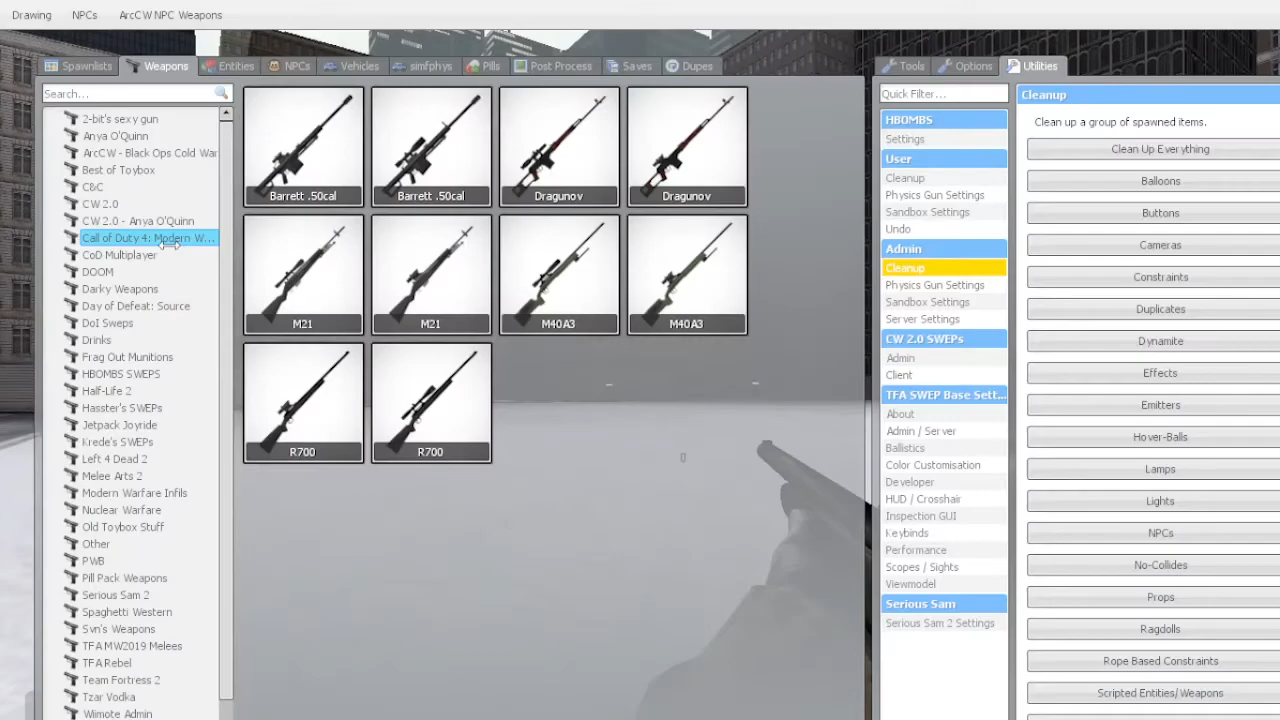 Drawing NPCs ArcCW NPC Weapons
Spawnlists Weapons Entities NPCs Vehicles simfphys Pills Post Process Saves Dupes Tools Options Utilities
Search...
2-bit's sexy gun
Anya O'Quinn
ArcCW - Black Ops Cold War
Best of Toybox
C&C
CW 2.0
CW 2.0 - Anya O'Quinn
Call of Duty 4: Modern W...
CoD Multiplayer
DOOM
Darky Weapons
Day of Defeat: Source
DoI Sweps
Drinks
Frag Out Munitions
HBOMBS SWEPS
Half-Life 2
Hasster's SWEPs
Jetpack Joyride
Krede's SWEPs
Left 4 Dead 2
Melee Arts 2
Modern Warfare Infils
Nuclear Warfare
Old Toybox Stuff
Other
PWB
Pill Pack Weapons
Serious Sam 2
Spaghetti Western
Svn's Weapons
TFA MW2019 Melees
TFA Rebel
Team Fortress 2
Tzar Vodka
Wimote Admin
Barrett .50cal Barrett .50cal Dragunov Dragunov
M21 M21 M40A3 M40A3
R700 R700
Quick Filter...
HBOMBS
Settings
User
Cleanup
Physics Gun Settings
Sandbox Settings
Undo
Admin
Cleanup
Physics Gun Settings
Sandbox Settings
Server Settings
CW 2.0 SWEPs
Admin
Client
TFA SWEP Base Sett...
About
Admin / Server
Ballistics
Color Customisation
Developer
HUD / Crosshair
Inspection GUI
Keybinds
Performance
Scopes / Sights
Viewmodel
Serious Sam
Serious Sam 2 Settings
Cleanup
Clean up a group of spawned items.
Clean Up Everything
Balloons
Buttons
Cameras
Constraints
Duplicates
Dynamite
Effects
Emitters
Hover-Balls
Lamps
Lights
NPCs
No-Collides
Props
Ragdolls
Rope Based Constraints
Scripted Entities/Weapons